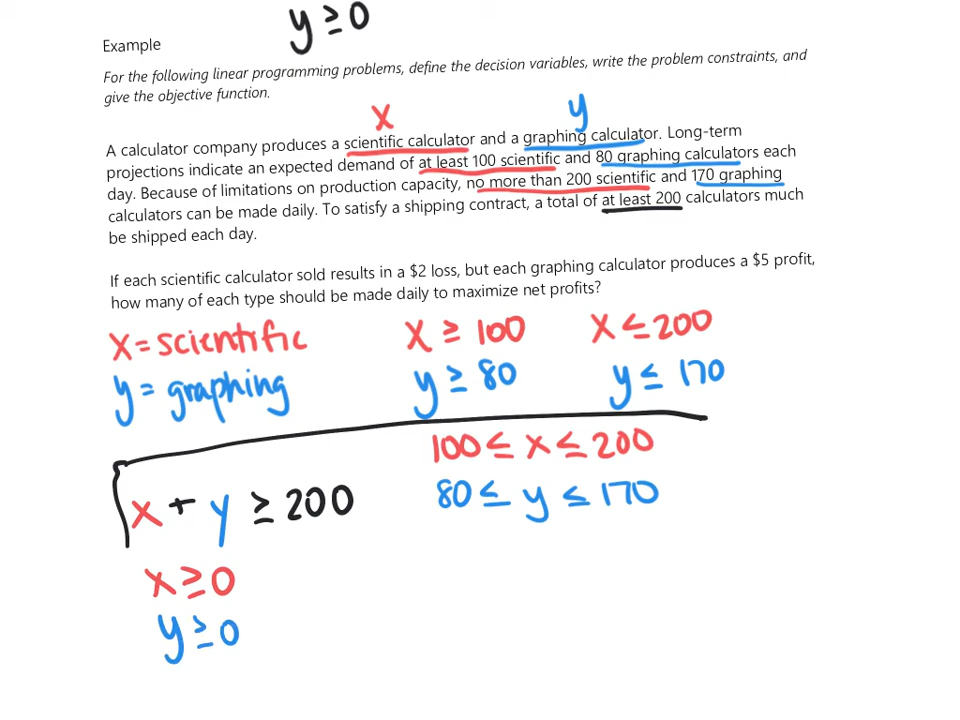 y ≥ 0
Example
For the following linear programming problems, define the decision variables, write the problem constraints, and
give the objective function.
x y
A calculator company produces a scientific calculator and a graphing calculator. Long-term
projections indicate an expected demand of at least 100 scientific and 80 graphing calculators each
day. Because of limitations on production capacity, no more than 200 scientific and 170 graphing
calculators can be made daily. To satisfy a shipping contract, a total of at least 200 calculators much
be shipped each day.
If each scientific calculator sold results in a $2 loss, but each graphing calculator produces a $5 profit,
how many of each type should be made daily to maximize net profits?
x = scientific x ≥ 100 x ≤ 200
y = graphing y ≥ 80 y ≤ 170
100 ≤ x ≤ 200
x + y ≥ 200 80 ≤ y ≤ 170
x ≥ 0
y ≥ 0